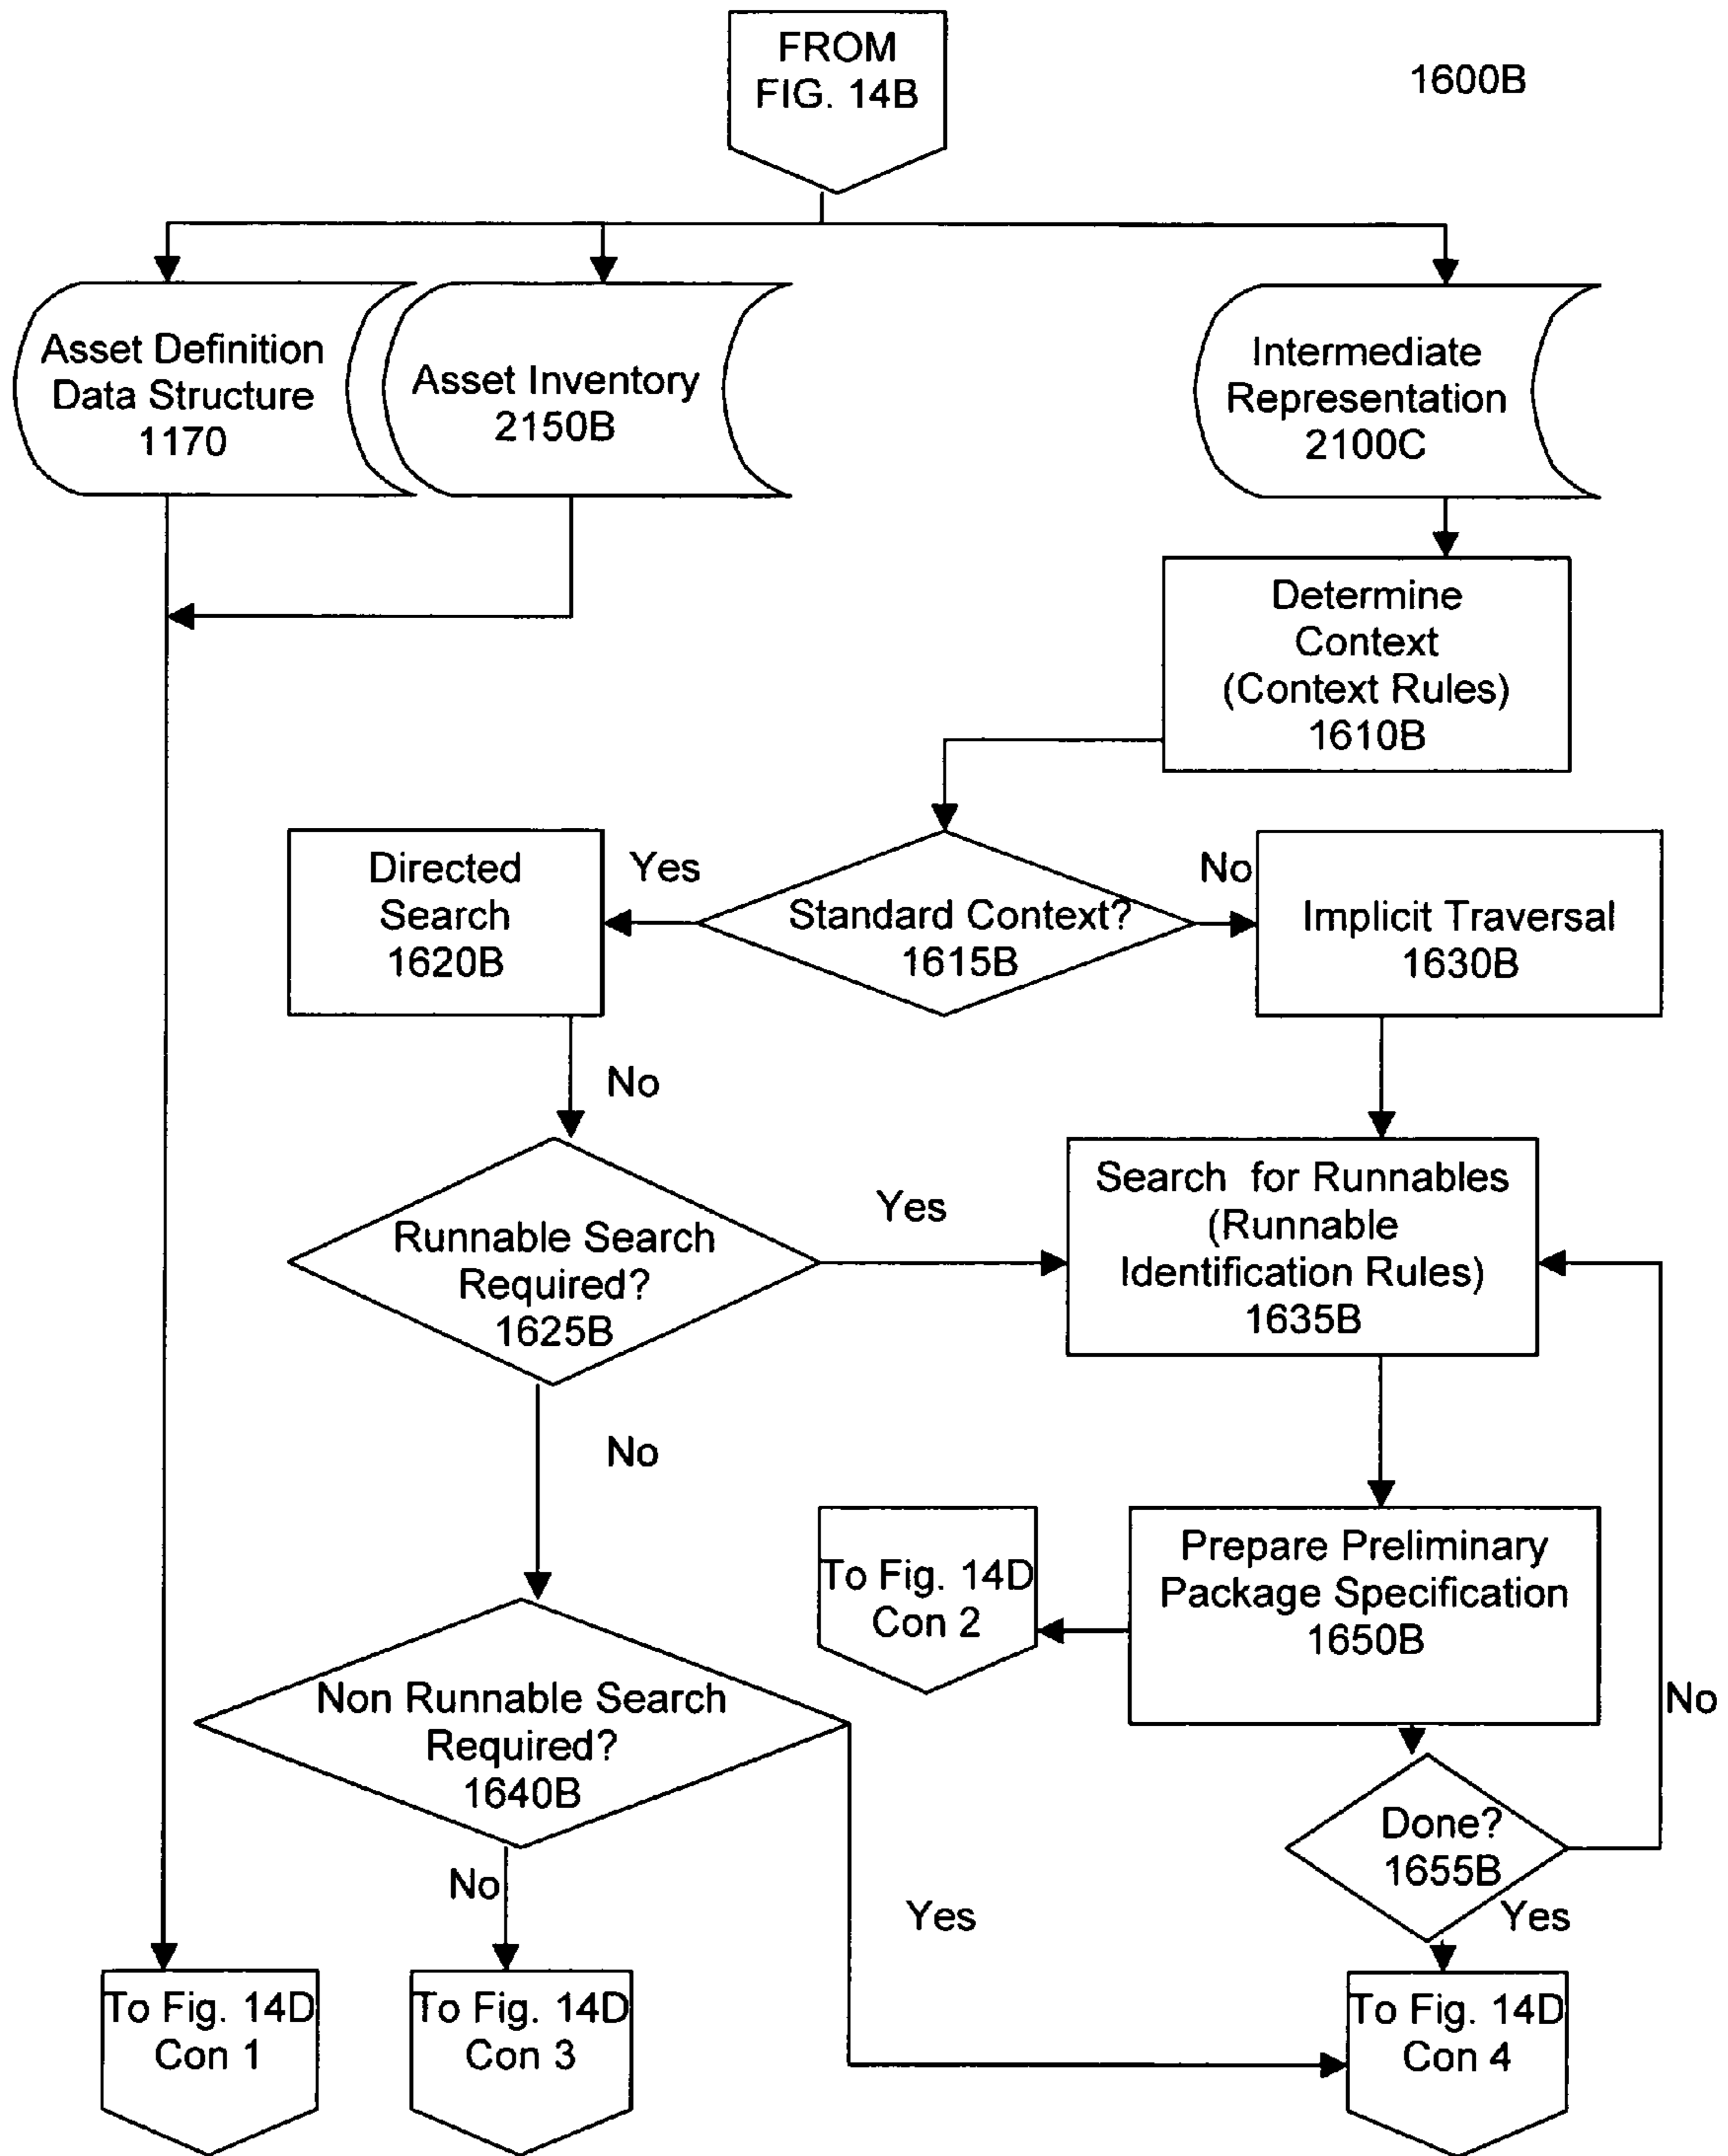 FROM
FIG. 14B
1600B
Asset Definition
Data Structure
1170
Asset Inventory
2150B
Intermediate
Representation
2100C
Determine
Context
(Context Rules)
1610B
Directed
Search
1620B
Yes
Standard Context?
1615B
No
Implicit Traversal
1630B
No
Runnable Search
Required?
1625B
Yes
Search for Runnables
(Runnable
Identification Rules)
1635B
No
To Fig. 14D
Con 2
Prepare Preliminary
Package Specification
1650B
No
Non Runnable Search
Required?
1640B
Done?
1655B
No
Yes
Yes
To Fig. 14D
Con 1
To Fig. 14D
Con 3
To Fig. 14D
Con 4